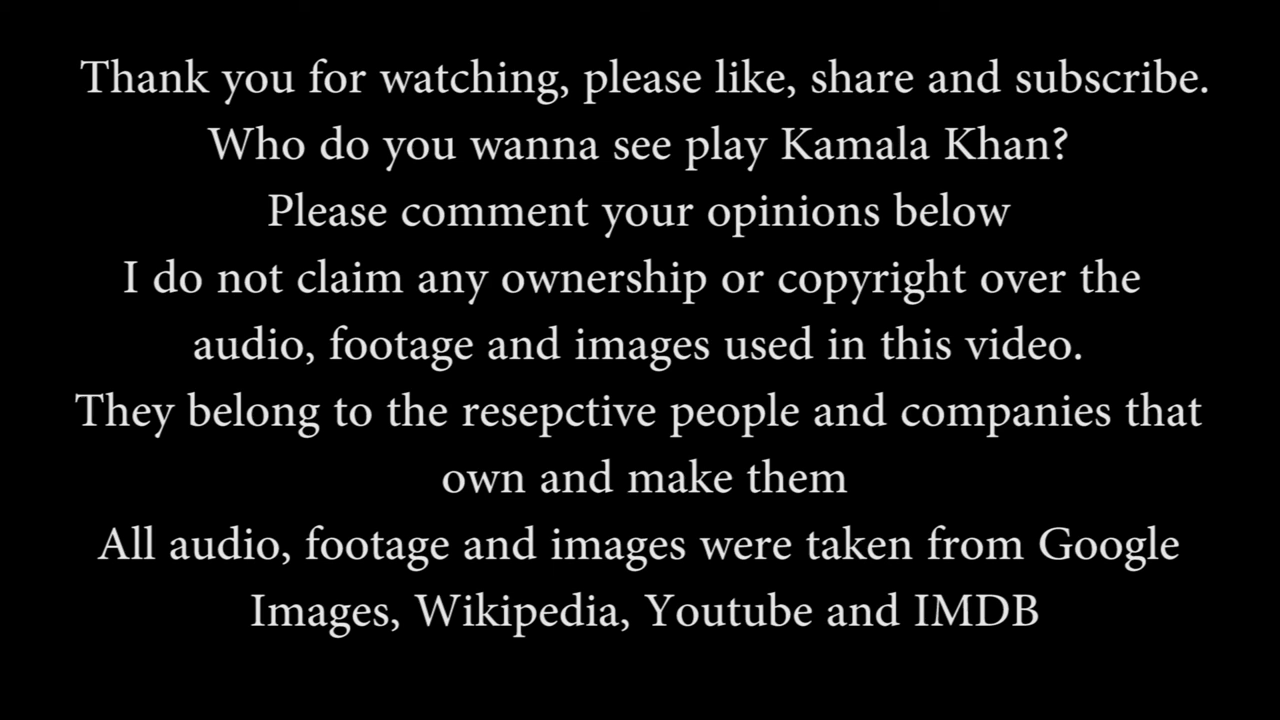 Thank you for watching, please like, share and subscribe.
Who do you wanna see play Kamala Khan?
Please comment your opinions below
I do not claim any ownership or copyright over the
audio, footage and images used in this video.
They belong to the resepctive people and companies that
own and make them
All audio, footage and images were taken from Google
Images, Wikipedia, Youtube and IMDB